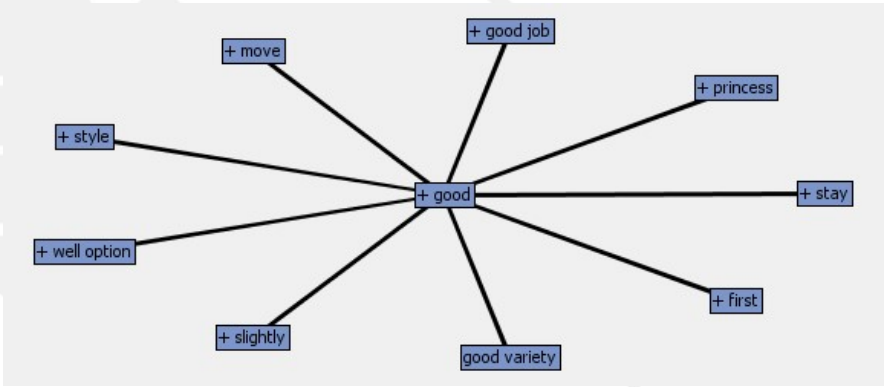 + good job
+ move
+ princess
+ style
+ good
+ stay
+ well option
+ first
+ slightly
good variety